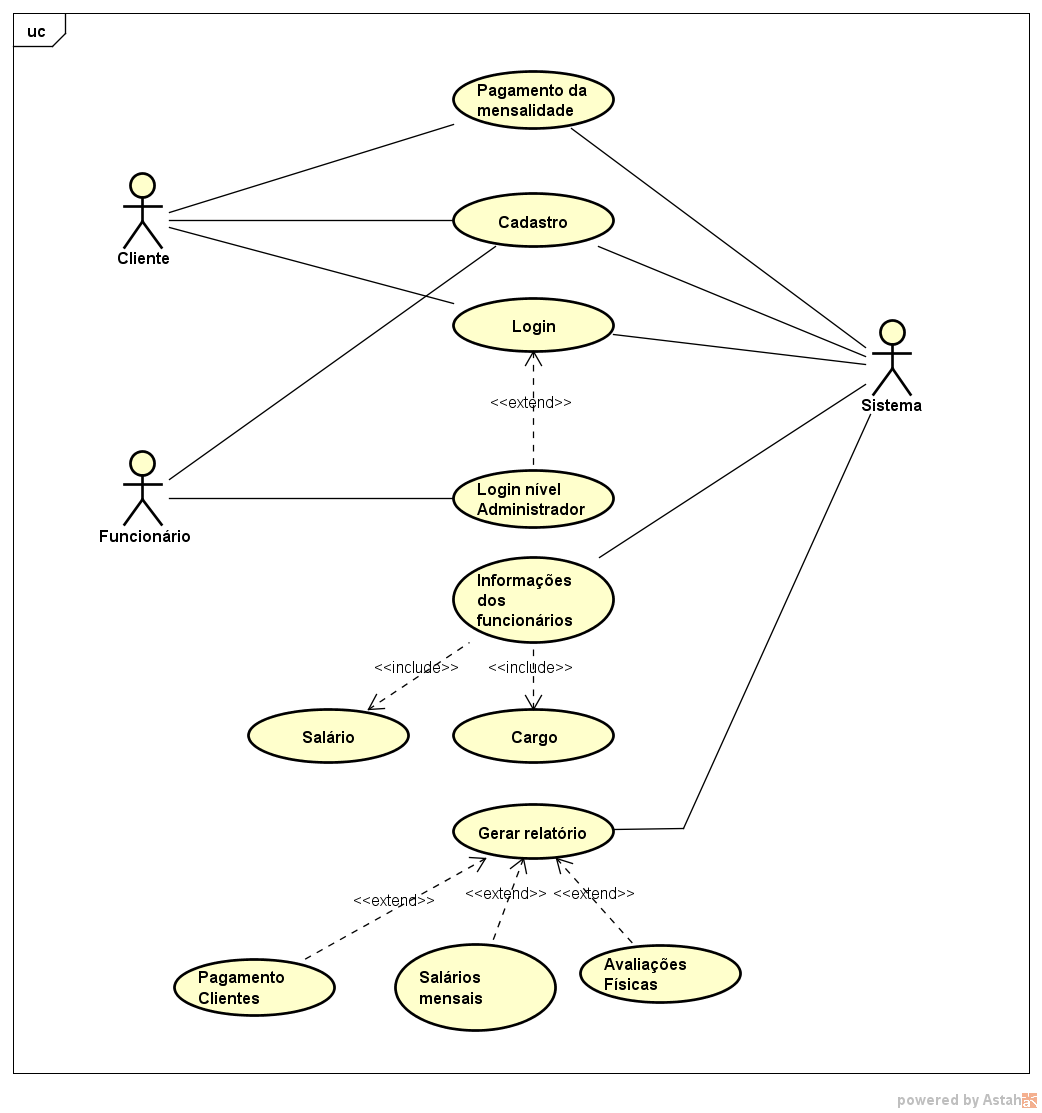 uc
Pagamento da
mensalidade
Cadastro
Cliente
Login
<<extend>>
Sistema
Login nível
Administrador
Funcionário
Informações
dos
funcionários
<<include>>
<<include>>
Salário
Cargo
Gerar relatório
<<extend>>
<<extend>>
<<extend>>
Pagamento
Clientes
Salários
mensais
Avaliações
Físicas
powered by Astah